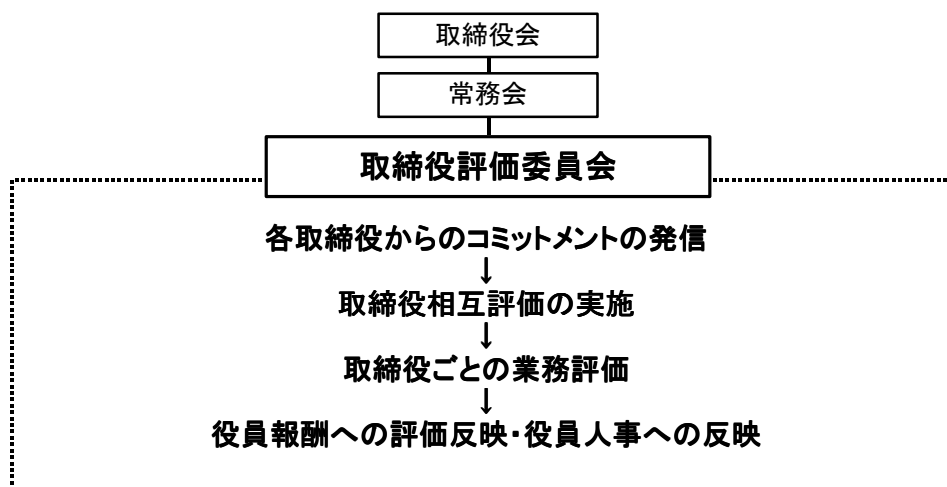 取締役会
常務会
取締役評価委員会
各取締役からのコミットメントの発信
↓
取締役相互評価の実施
↓
取締役ごとの業務評価
↓
役員報酬への評価反映・役員人事への反映